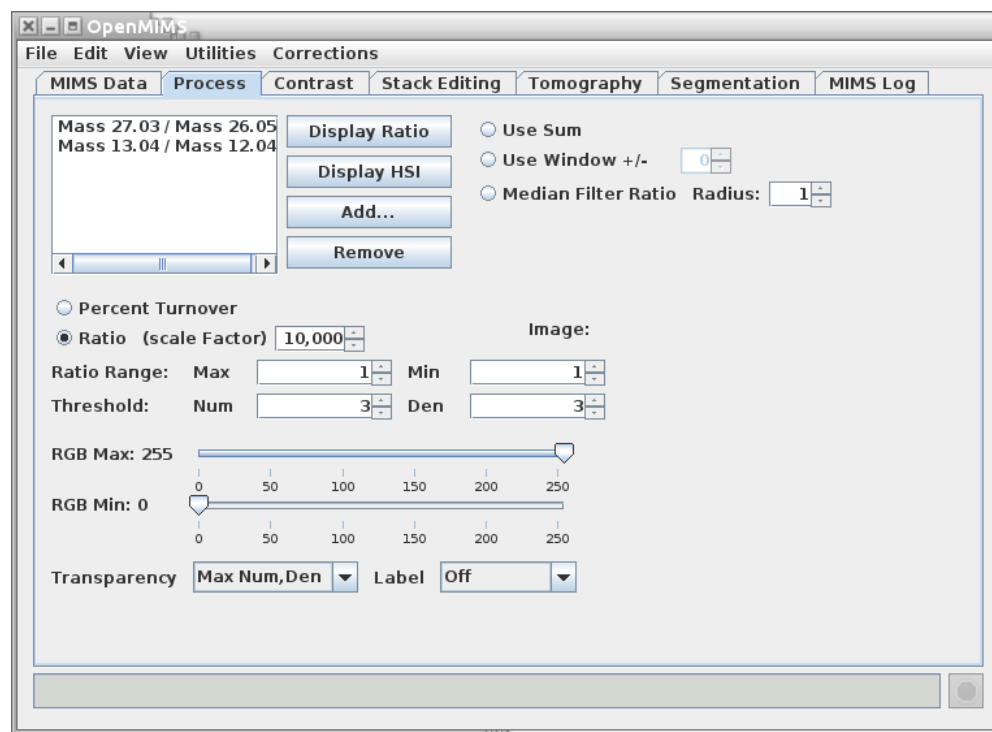 OpenMIMS
File Edit View Utilities Corrections
MIMS Data Process Contrast Stack Editing Tomography Segmentation MIMS Log
Mass 27.03 / Mass 26.05
Mass 13.04 / Mass 12.04
Display Ratio
Display HSI
Add...
Remove
Use Sum
Use Window +/- 0
Median Filter Ratio Radius: 1
Percent Turnover
Ratio (scale Factor) 10,000
Image:
Ratio Range: Max 1 Min 1
Threshold: Num 3 Den 3
RGB Max: 255
0 50 100 150 200 250
RGB Min: 0
0 50 100 150 200 250
Transparency Max Num,Den Label Off